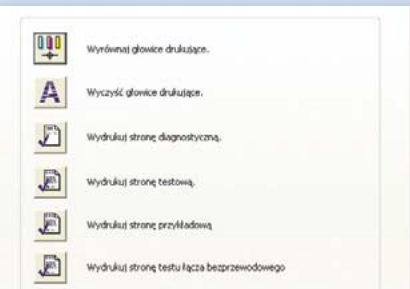 Wyrównaj głowice drukujące.
Wyczyść głowice drukujące.
Wydrukuj stronę diagnostyczną.
Wydrukuj stronę testową.
Wydrukuj stronę przykładową
Wydrukuj stronę testu łącza bezprzewodowego